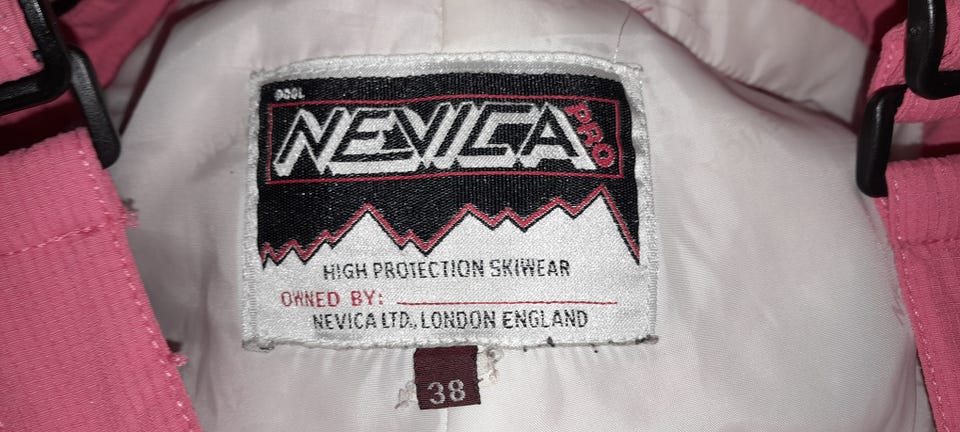 NEVICA PRO
HIGH PROTECTION SKIWEAR
OWNED BY:
NEVICA LTD., LONDON ENGLAND
38